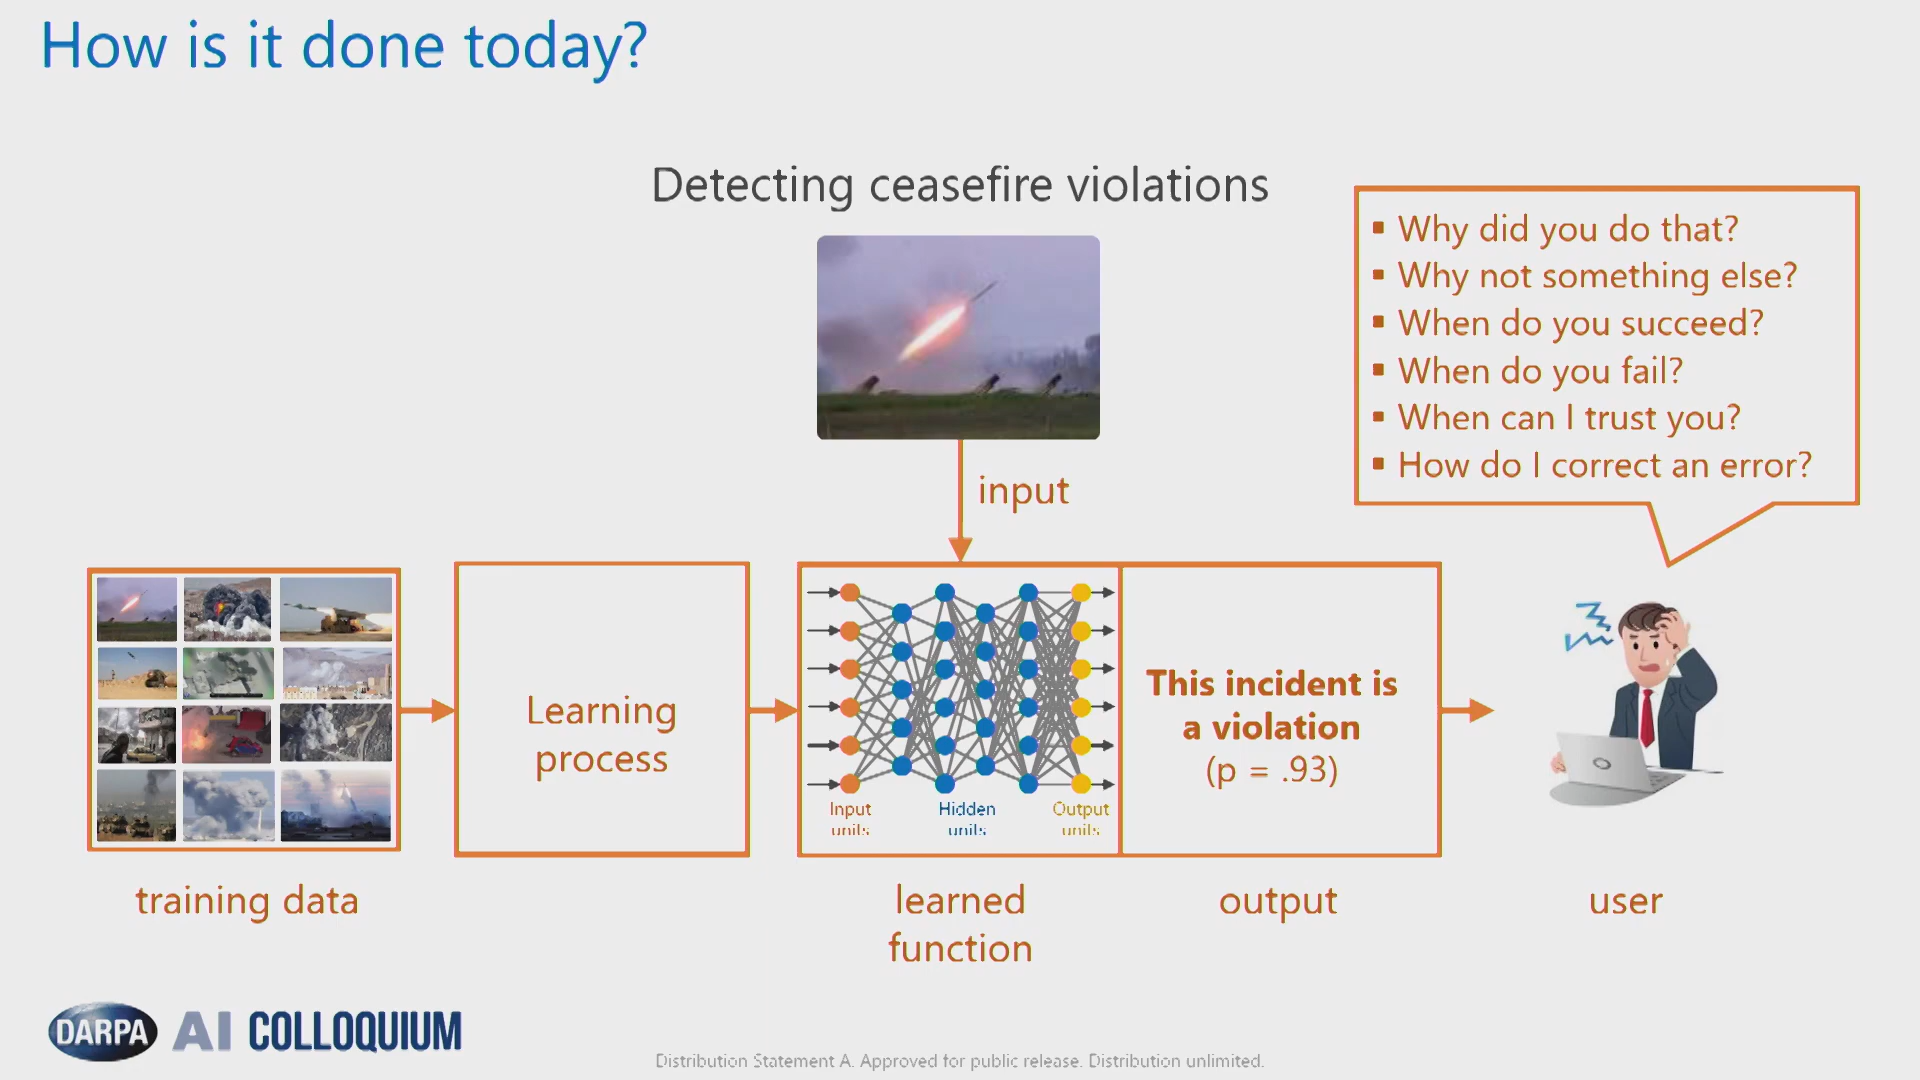 How is it done today?
Detecting ceasefire violations
▪ Why did you do that?
▪ Why not something else?
▪ When do you succeed?
▪ When do you fail?
▪ When can I trust you?
▪ How do I correct an error?
input
Learning
process
Input
units
Hidden
units
Output
units
This incident is
a violation
(p = .93)
training data
learned
function
output
user
DARPA AI COLLOQUIUM
Distribution Statement A. Approved for public release. Distribution unlimited.